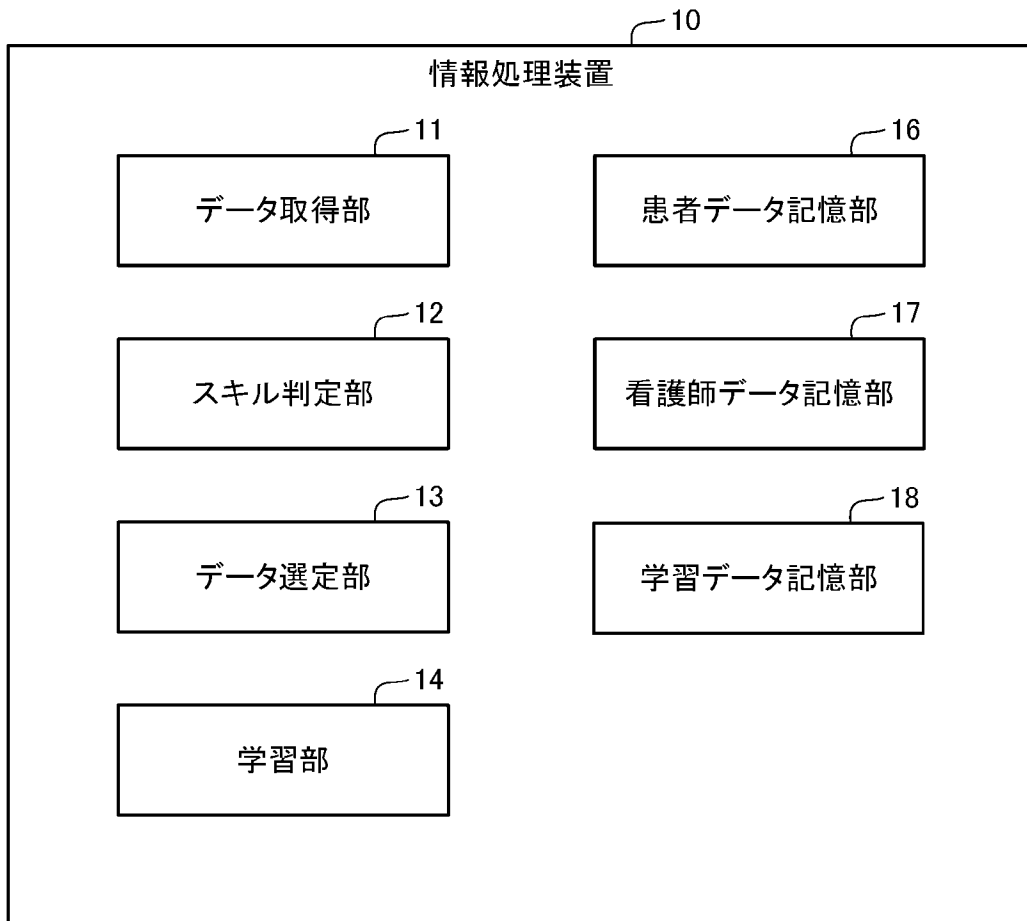 10
情報処理装置
11
データ取得部
16
患者データ記憶部
12
スキル判定部
17
看護師データ記憶部
13
データ選定部
18
学習データ記憶部
14
学習部